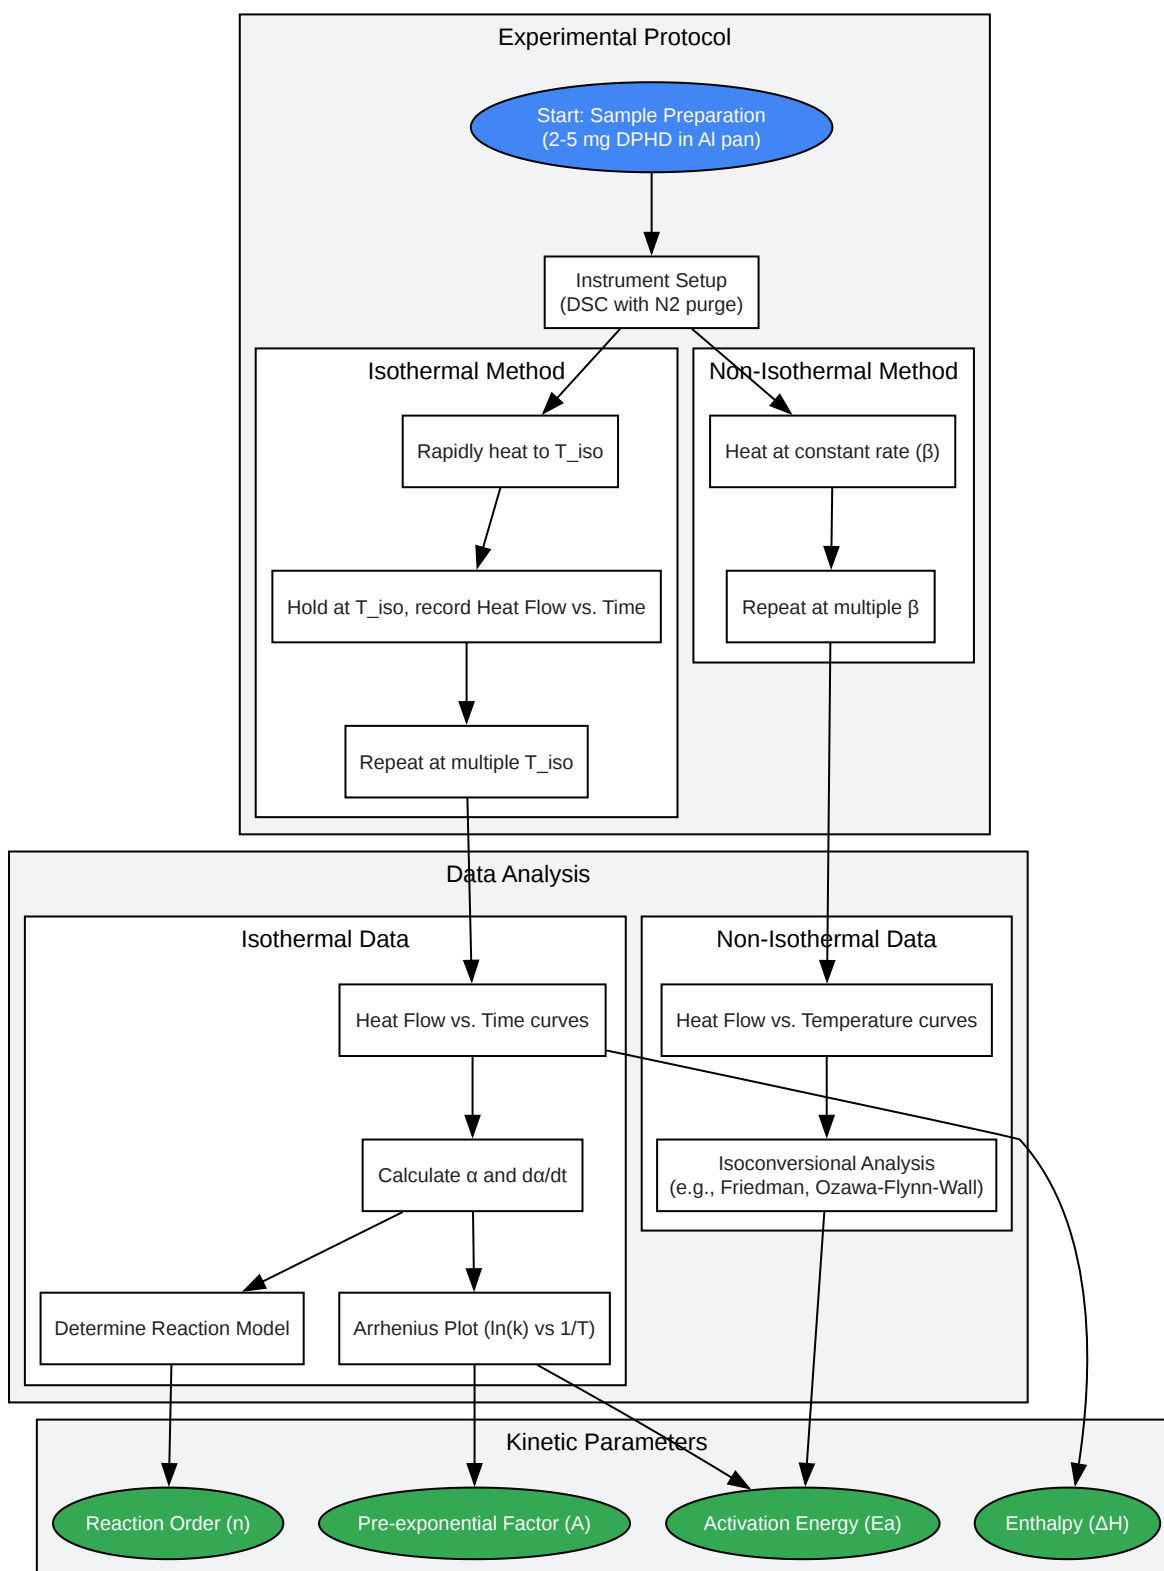 Experimental Protocol
Start: Sample Preparation
(2-5 mg DPHD in Al pan)
Instrument Setup
(DSC with N2 purge)
Isothermal Method
Non-Isothermal Method
Rapidly heat to T_iso
Heat at constant rate (β)
Hold at T_iso, record Heat Flow vs. Time
Repeat at multiple β
Repeat at multiple T_iso
Data Analysis
Isothermal Data
Non-Isothermal Data
Heat Flow vs. Time curves
Heat Flow vs. Temperature curves
Calculate α and dα/dt
Isoconversional Analysis
(e.g., Friedman, Ozawa-Flynn-Wall)
Determine Reaction Model
Arrhenius Plot (ln(k) vs 1/T)
Kinetic Parameters
Reaction Order (n)
Pre-exponential Factor (A)
Activation Energy (Ea)
Enthalpy (ΔH)